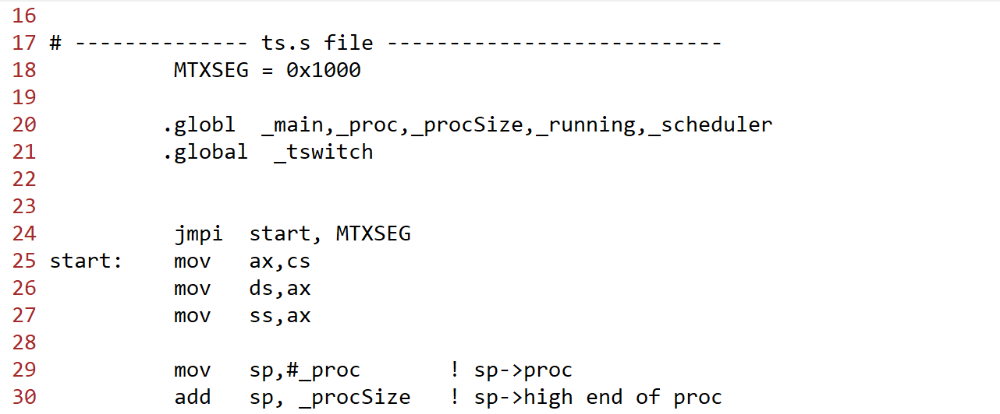 16
17 # -------------- ts.s file ---------------------------
18           MTXSEG = 0x1000
19
20          .globl  _main,_proc,_procSize,_running,_scheduler
21          .global  _tswitch
22
23
24           jmpi  start, MTXSEG
25 start:    mov   ax,cs
26           mov   ds,ax
27           mov   ss,ax
28
29           mov   sp,#_proc       ! sp->proc
30           add   sp, _procSize   ! sp->high end of proc